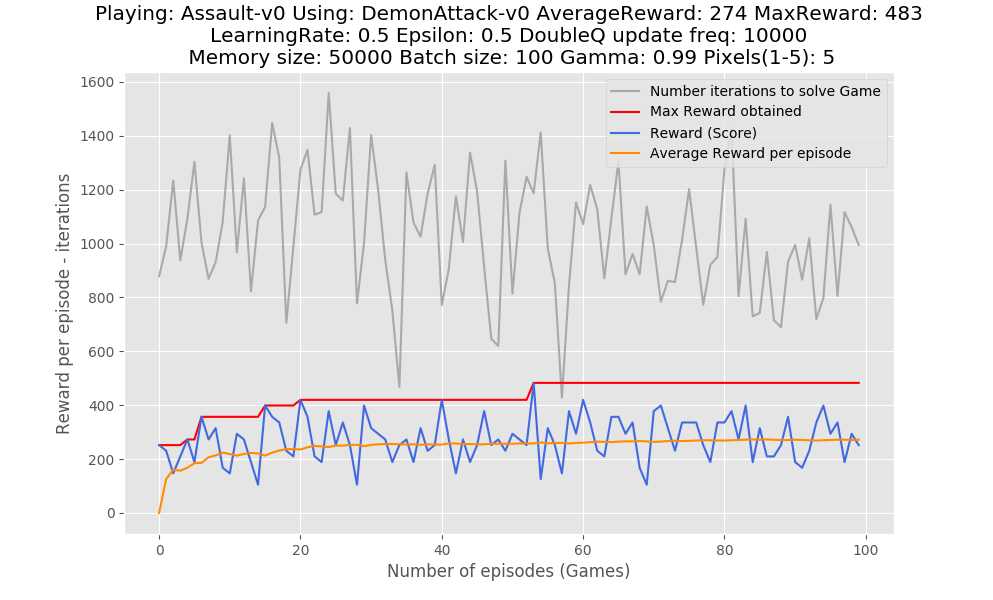 Playing: Assault-v0 Using: DemonAttack-v0 AverageReward: 274 MaxReward: 483
LearningRate: 0.5 Epsilon: 0.5 DoubleQ update freq: 10000
Memory size: 50000 Batch size: 100 Gamma: 0.99 Pixels(1-5): 5
Number iterations to solve Game
Max Reward obtained
Reward (Score)
Average Reward per episode
Reward per episode - iterations
1600
1400
1200
1000
800
600
400
200
0
0 20 40 60 80 100
Number of episodes (Games)